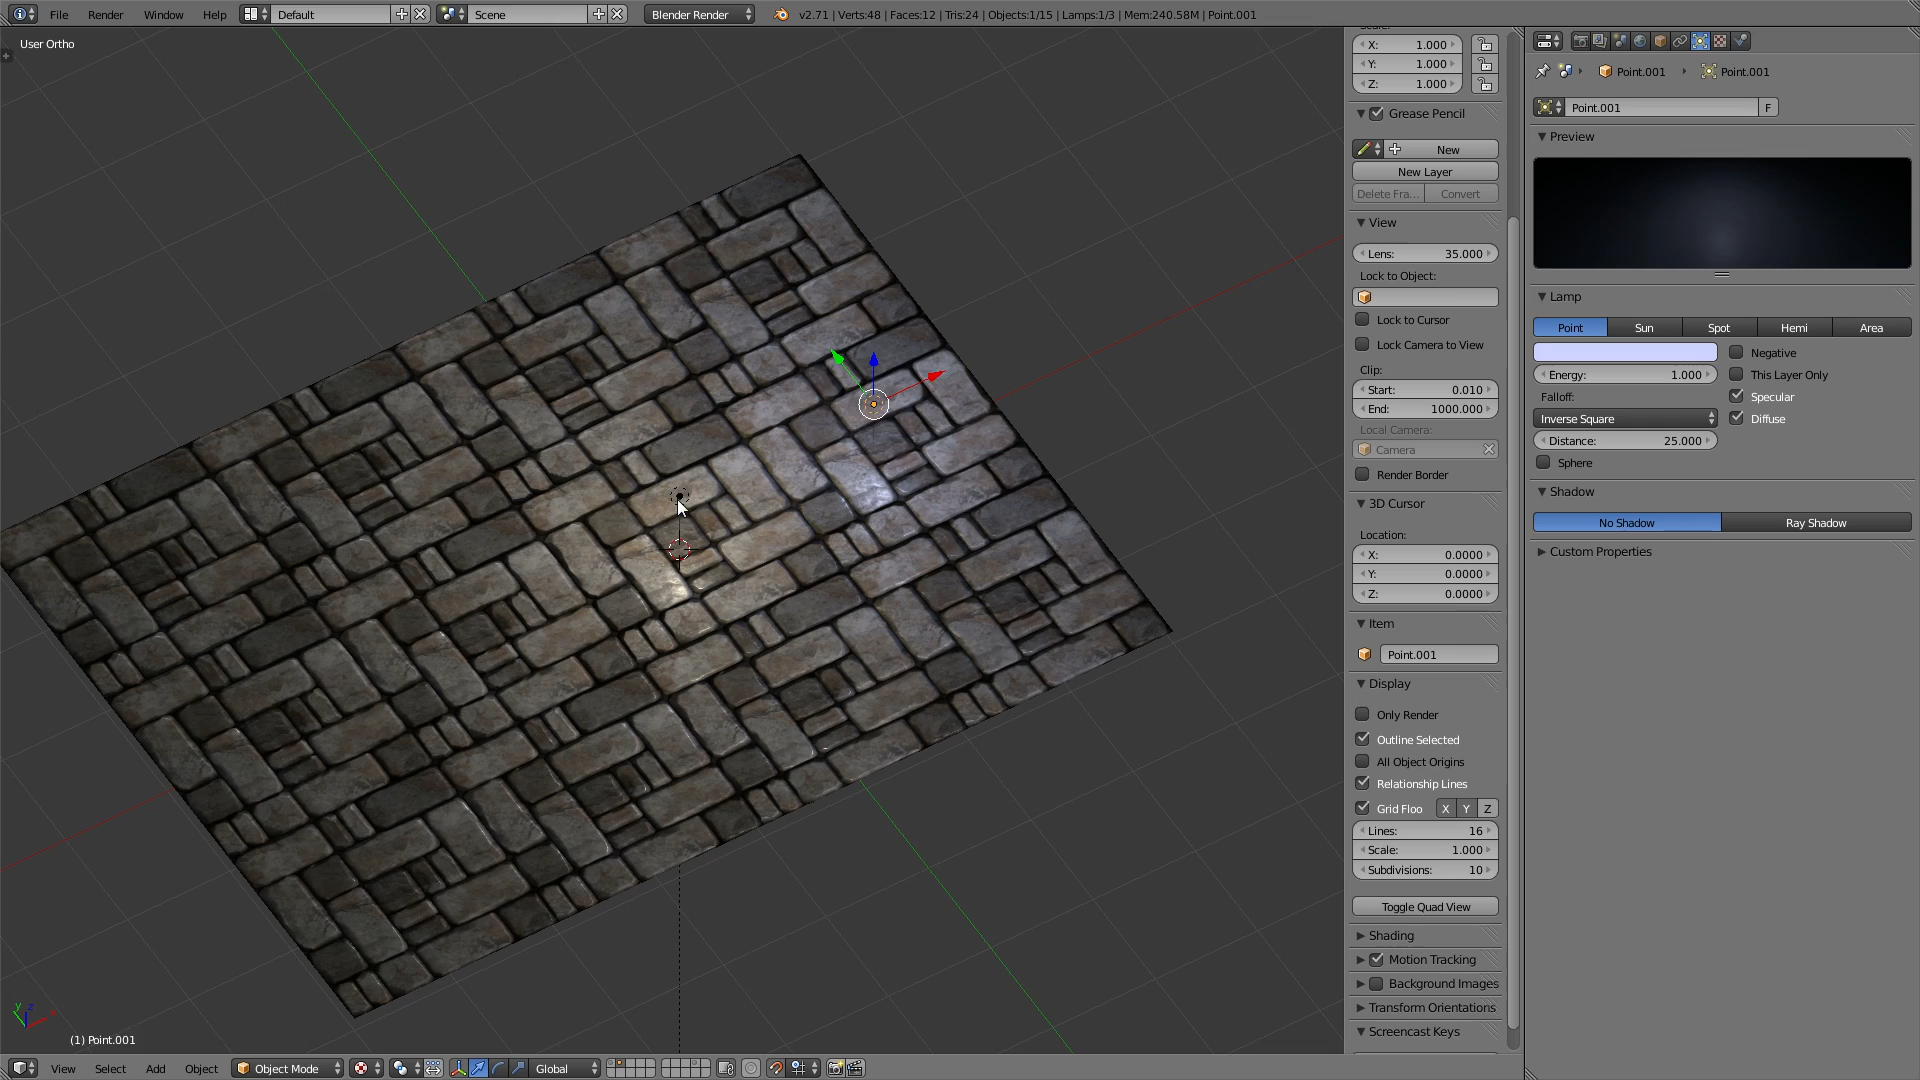 File Render Window Help Default Scene Blender Render v2.71 | Verts:48 | Faces:12 | Tris:24 | Objects:1/15 | Lamps:1/3 | Mem:240.58M | Point.001
User Ortho
X: 1.000
Y: 1.000
Z: 1.000
Grease Pencil
New
New Layer
Delete Fra... Convert
View
Lens: 35.000
Lock to Object:
Lock to Cursor
Lock Camera to View
Clip:
Start: 0.010
End: 1000.000
Local Camera:
Camera
Render Border
3D Cursor
Location:
X: 0.0000
Y: 0.0000
Z: 0.0000
Item
Point.001
Display
Only Render
Outline Selected
All Object Origins
Relationship Lines
Grid Floo X Y Z
Lines: 16
Scale: 1.000
Subdivisions: 10
Toggle Quad View
Shading
Motion Tracking
Background Images
Transform Orientations
Screencast Keys
Point.001 Point.001
Point.001 F
Preview
Lamp
Point Sun Spot Hemi Area
Negative
Energy: 1.000 This Layer Only
Falloff: Specular
Inverse Square Diffuse
Distance: 25.000
Sphere
Shadow
No Shadow Ray Shadow
Custom Properties
(1) Point.001
View Select Add Object Object Mode Global